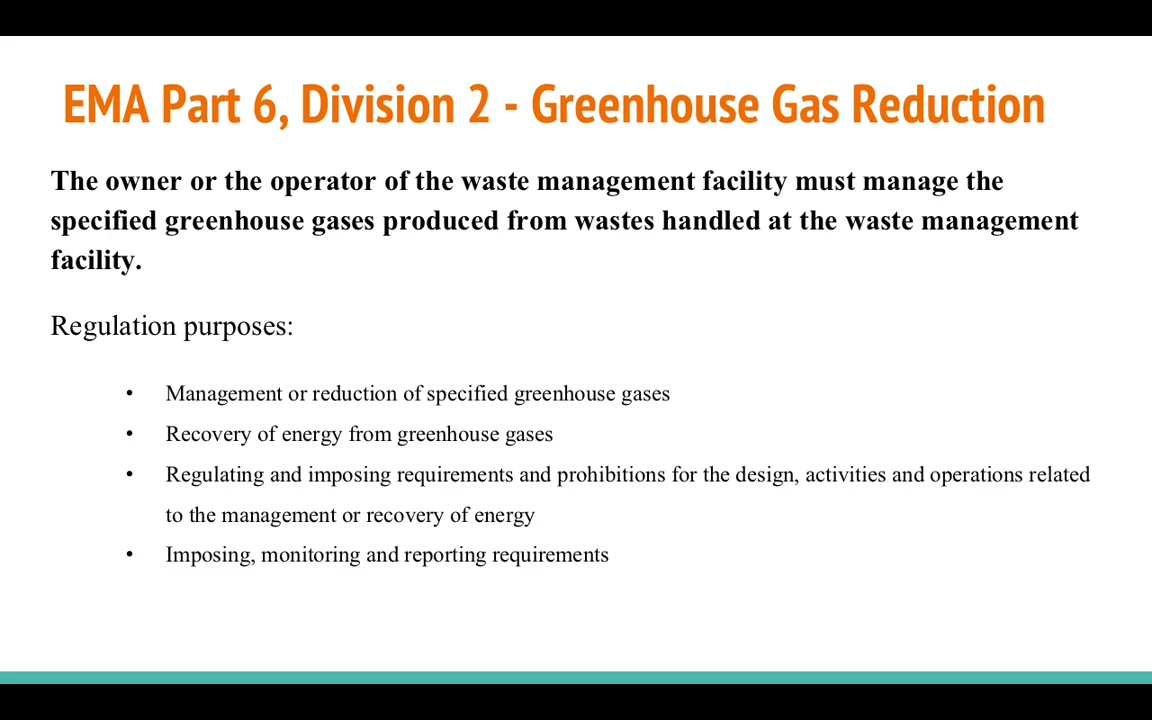 EMA Part 6, Division 2 - Greenhouse Gas Reduction
The owner or the operator of the waste management facility must manage the
specified greenhouse gases produced from wastes handled at the waste management
facility.
Regulation purposes:
• Management or reduction of specified greenhouse gases
• Recovery of energy from greenhouse gases
• Regulating and imposing requirements and prohibitions for the design, activities and operations related
to the management or recovery of energy
• Imposing, monitoring and reporting requirements